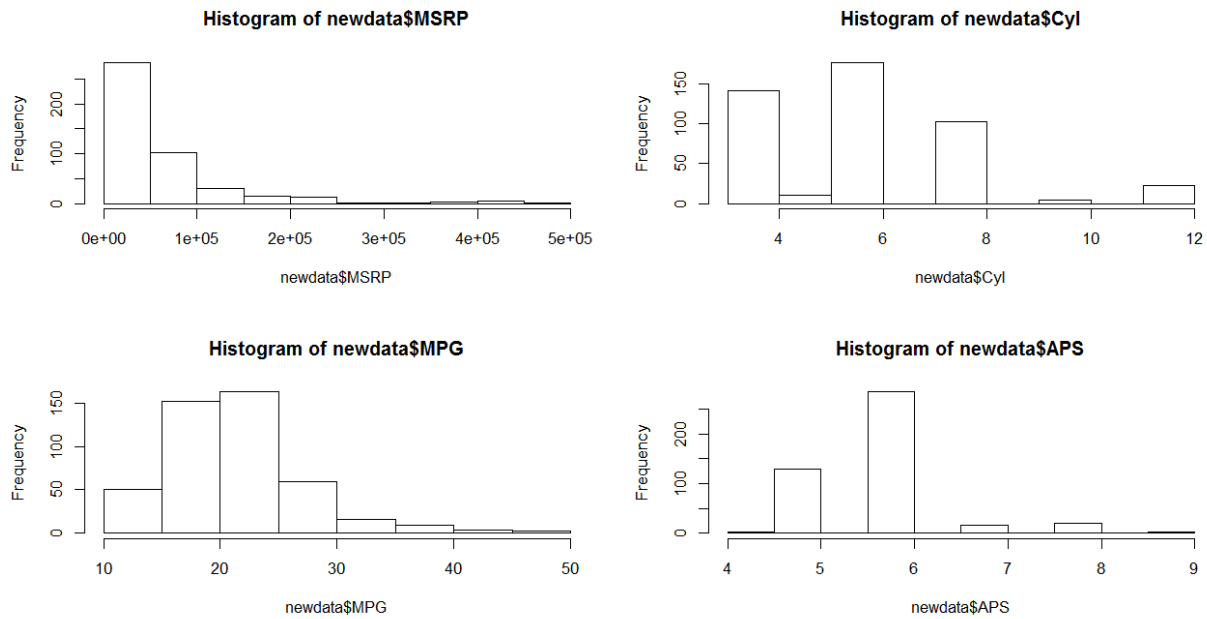 Histogram of newdata$MSRP
Frequency
0 100 200
0e+00 1e+05 2e+05 3e+05 4e+05 5e+05
newdata$MSRP
Histogram of newdata$Cyl
Frequency
0 50 100 150
4 6 8 10 12
newdata$Cyl
Histogram of newdata$MPG
Frequency
0 50 100 150
10 20 30 40 50
newdata$MPG
Histogram of newdata$APS
Frequency
0 100 200
4 5 6 7 8 9
newdata$APS